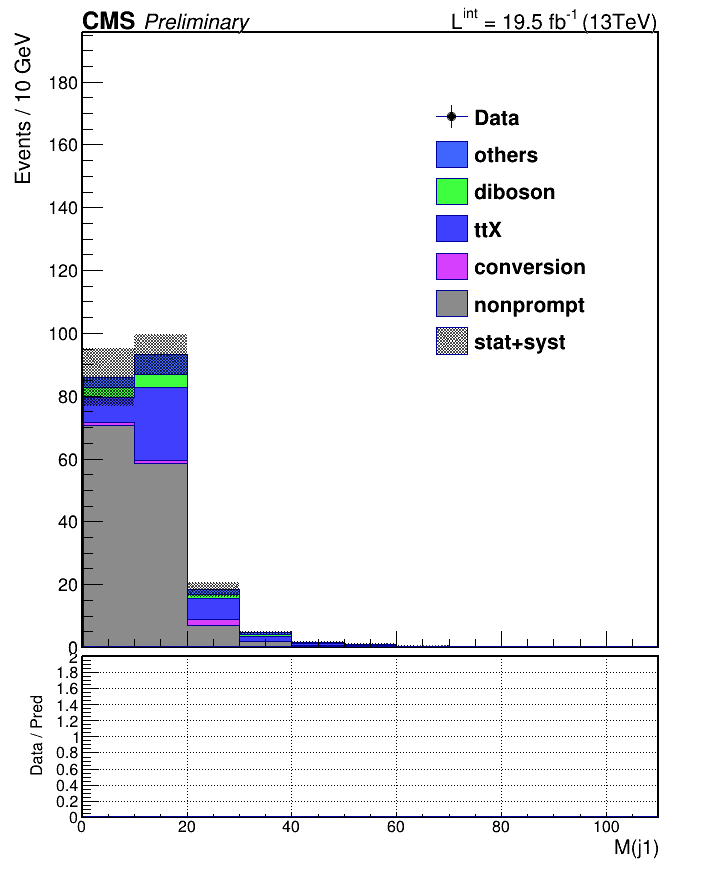 CMS Preliminary
L^int = 19.5 fb^-1 (13TeV)
Events / 10 GeV
180
160
140
120
100
80
60
40
20
0
Data
others
diboson
ttX
conversion
nonprompt
stat+syst
Data / Pred
2
1.8
1.6
1.4
1.2
1
0.8
0.6
0.4
0.2
0
0 20 40 60 80 100
M(j1)